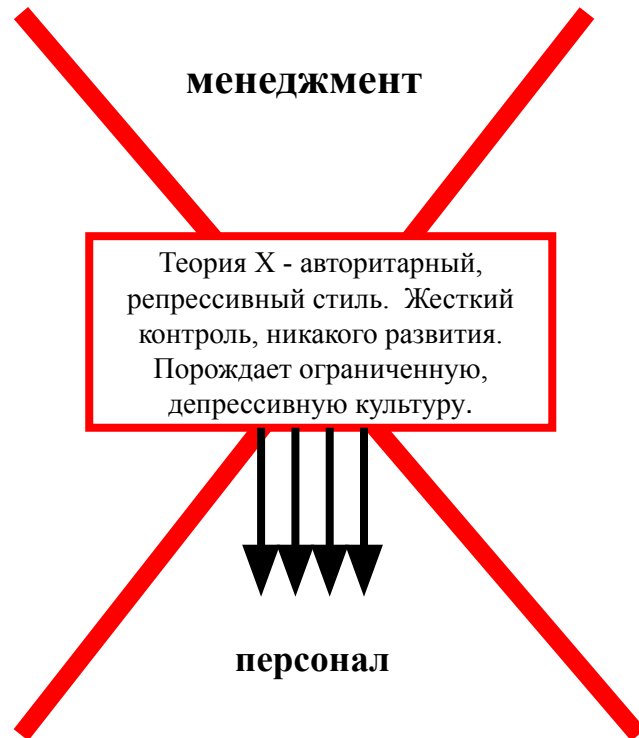 менеджмент
Теория X - авторитарный,
репрессивный стиль. Жесткий
контроль, никакого развития.
Порождает ограниченную,
депрессивную культуру.
персонал